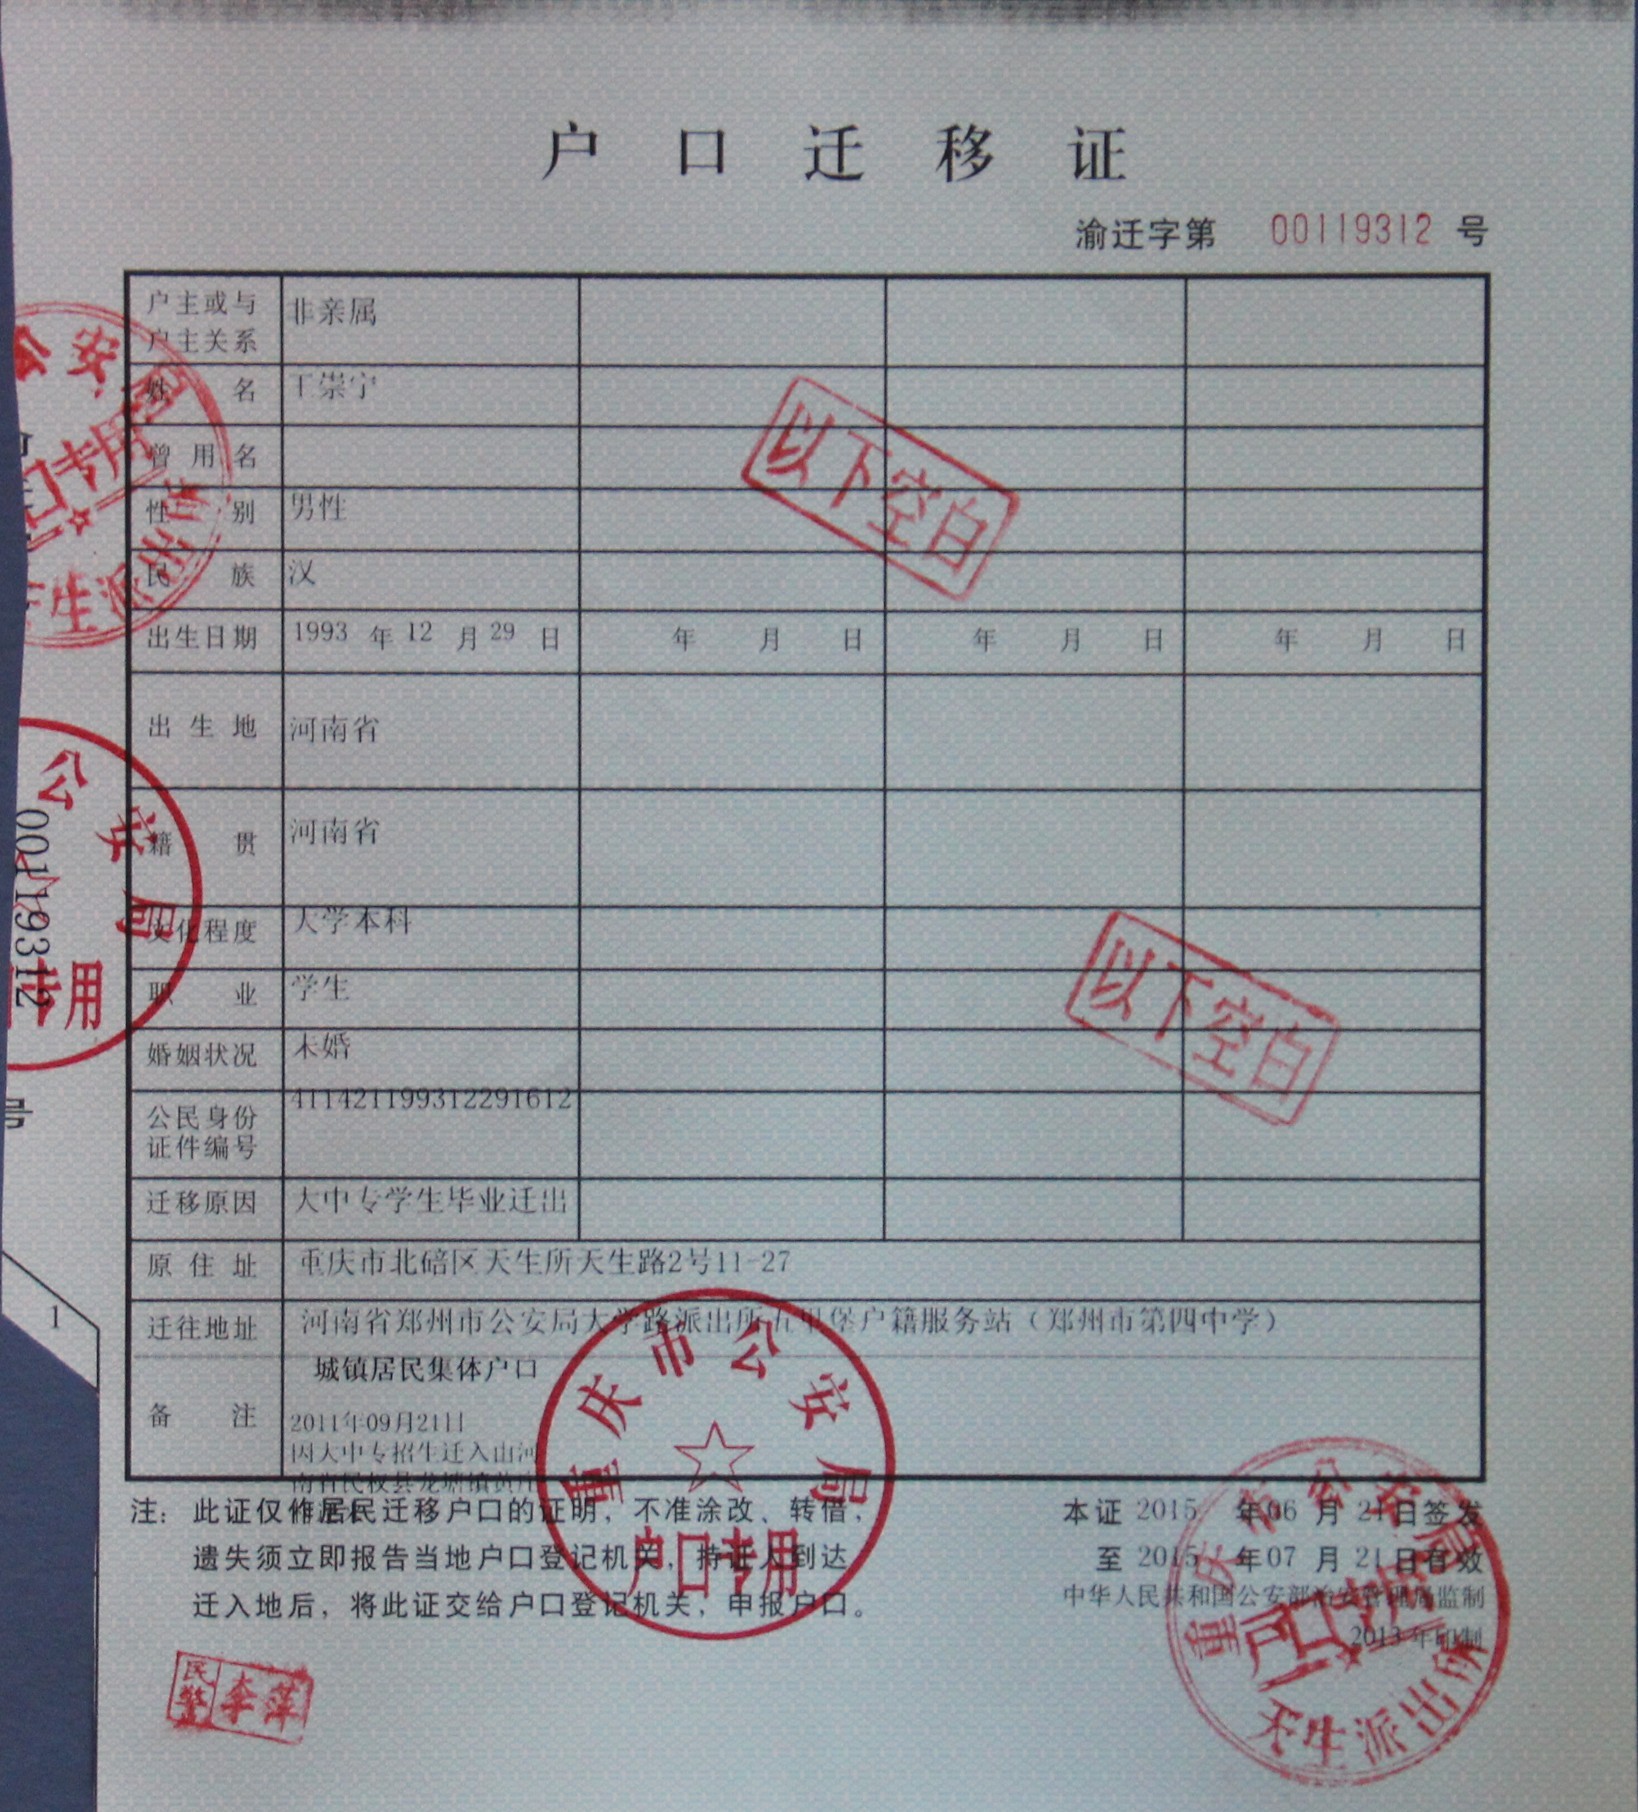 户口迁移证
渝迁字第 00119312 号
户主或与
户主关系 非亲属
姓名 王崇宁
曾用名
性别 男性
民族 汉
出生日期 1993 年 12 月 29 日 年 月 日 年 月 日 年 月 日
出生地 河南省
籍贯 河南省
文化程度 大学本科
职业 学生
婚姻状况 未婚
公民身份
证件编号 411421199312291612
迁移原因 大中专学生毕业迁出
原住址 重庆市北碚区天生所天生路2号11-27
迁往地址 河南省郑州市公安局大学路派出所五里堡户籍服务站（郑州市第四中学）
备注 城镇居民集体户口
2011年09月21日
因大中专招生迁入由河
南省民权县龙塘镇黄庄
以下空白
以下空白
注：此证仅作居民迁移户口的证明，不准涂改、转借，
遗失须立即报告当地户口登记机关，持证人到达
迁入地后，将此证交给户口登记机关，申报户口。
本证 2015 年 06 月 21 日签发
至 2015 年 07 月 21 日有效
中华人民共和国公安部治安管理局监制
2013 年印制
重庆市公安局
户口专用
重庆市公安局
户口专用
天生派出所
民警 李萍
公安局
口专用
生派出所
公安局
专用
00119312
号
1